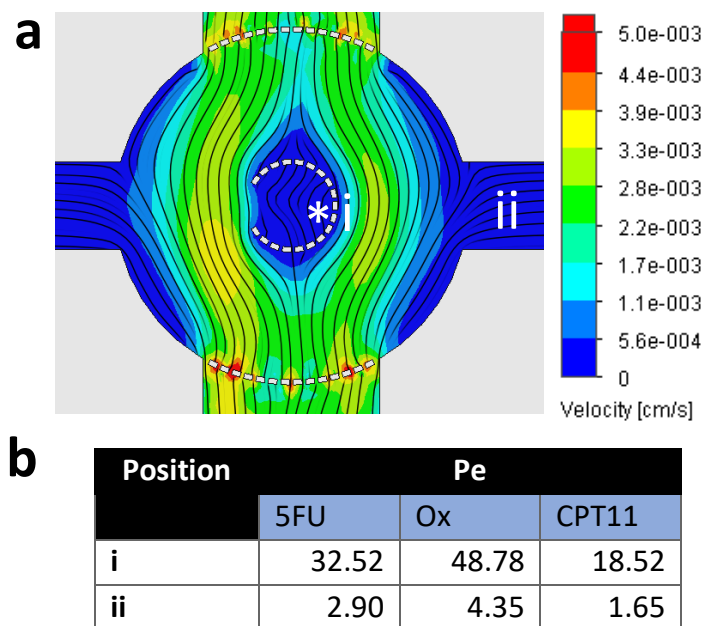 a
* i
ii
5.0e-003
4.4e-003
3.9e-003
3.3e-003
2.8e-003
2.2e-003
1.7e-003
1.1e-003
5.6e-004
0
Velocity [cm/s]
b
Position Pe
5FU Ox CPT11
i 32.52 48.78 18.52
ii 2.90 4.35 1.65